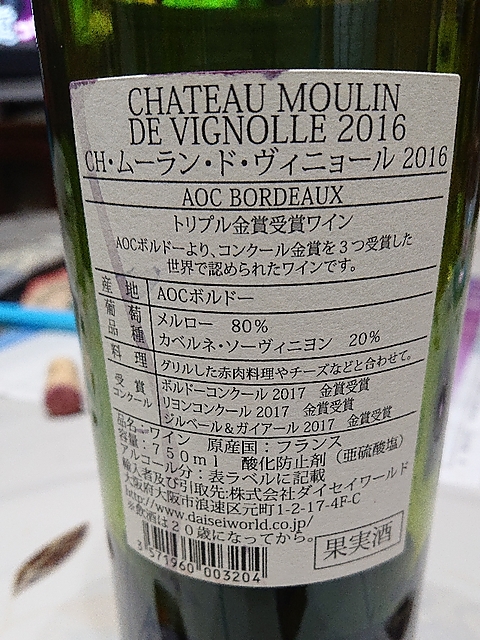 CHATEAU MOULIN
DE VIGNOLLE 2016
CH・ムーラン・ド・ヴィニョール 2016
AOC BORDEAUX
トリプル金賞受賞ワイン
AOCボルドーより、コンクール金賞を3つ受賞した
世界で認められたワインです。
産地 AOCボルドー
葡萄品種 メルロー 80%
カベルネ・ソーヴィニヨン 20%
料理 グリルした赤肉料理やチーズなどと合わせて。
受賞コンクール ボルドーコンクール 2017 金賞受賞
リヨンコンクール 2017 金賞受賞
ジルベール&ガイアール 2017 金賞受賞
品名:ワイン 原産国:フランス
容量:750ml 酸化防止剤(亜硫酸塩)
アルコール分:表ラベルに記載
輸入者及び引取先:株式会社ダイセイワールド
大阪府大阪市浪速区元町1-2-17-4F-C
http://www.daiseiworld.co.jp/
※飲酒は20歳になってから。
果実酒
3 571960 003204